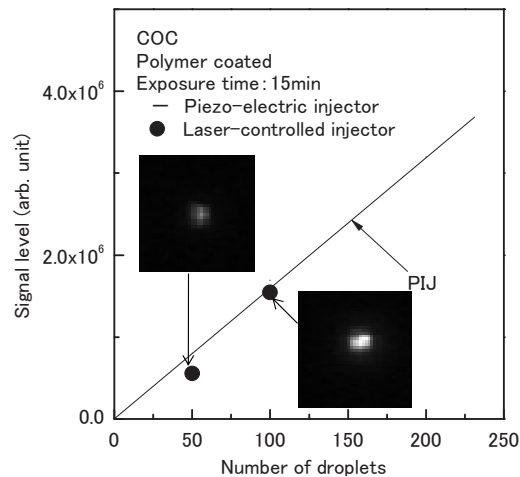 COC
Polymer coated
Exposure time：15min
— Piezo-electric injector
● Laser-controlled injector
4.0x10⁶
2.0x10⁶
0.0
Signal level (arb. unit)
PIJ
0 50 100 150 200 250
Number of droplets